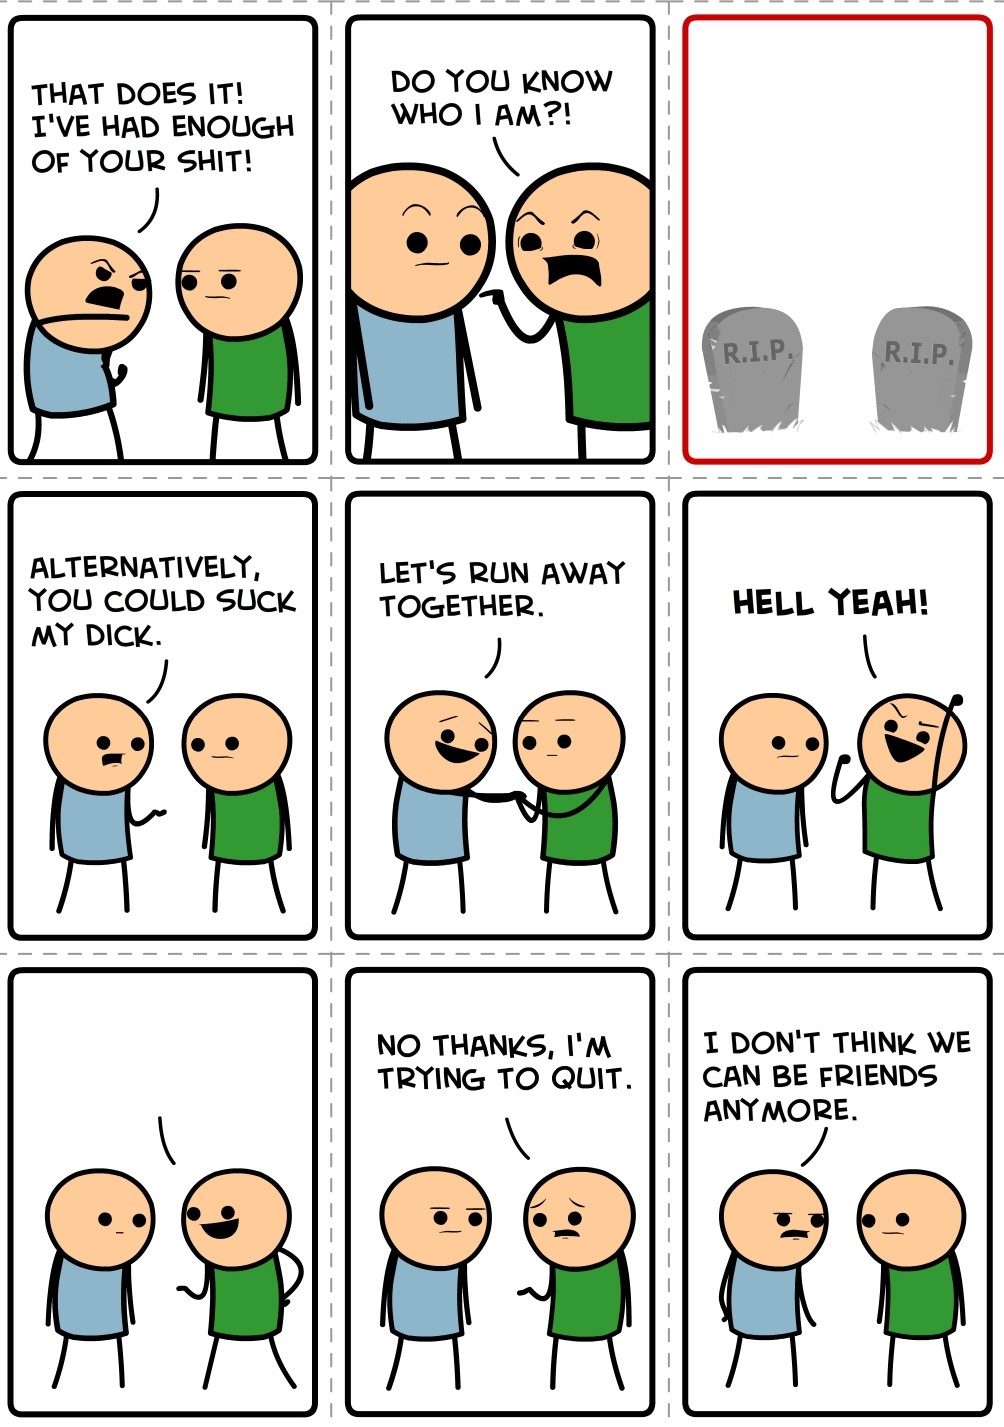 THAT DOES IT!
I'VE HAD ENOUGH
OF YOUR SHIT!
DO YOU KNOW
WHO I AM?!
R.I.P.
R.I.P.
ALTERNATIVELY,
YOU COULD SUCK
MY DICK.
LET'S RUN AWAY
TOGETHER.
HELL YEAH!
NO THANKS, I'M
TRYING TO QUIT.
I DON'T THINK WE
CAN BE FRIENDS
ANYMORE.